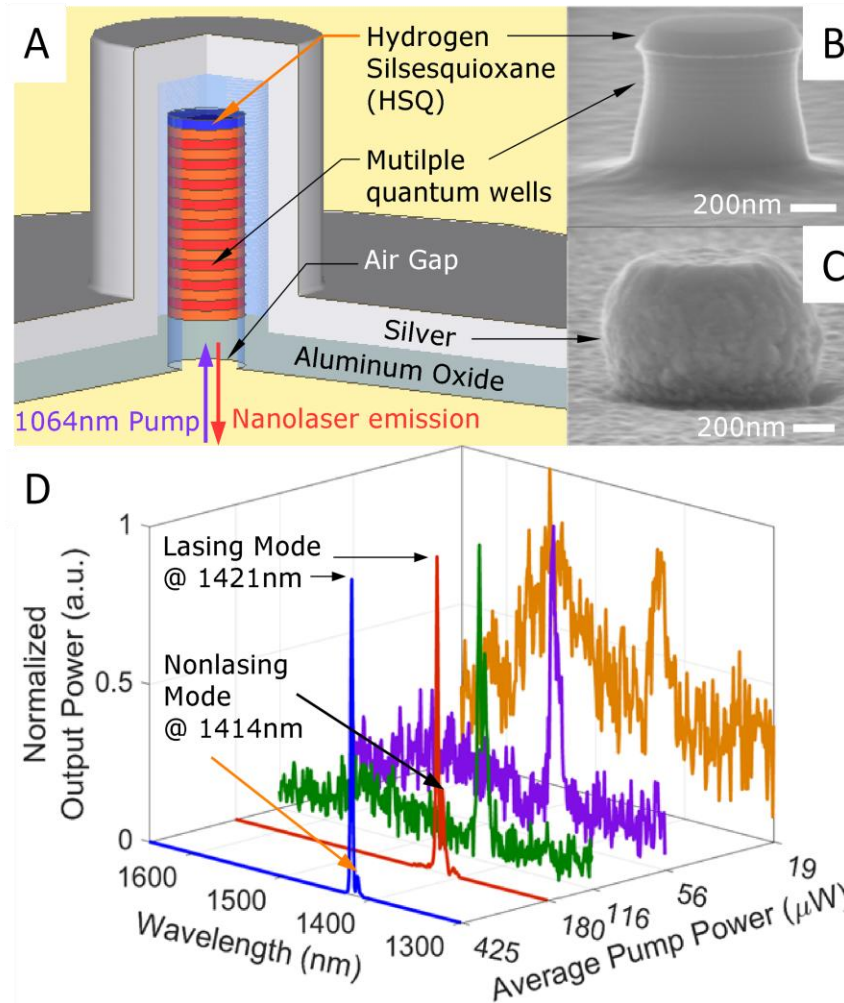 A
Hydrogen
Silsesquioxane
(HSQ)
Mutilple
quantum wells
Air Gap
Silver
Aluminum Oxide
1064nm Pump
Nanolaser emission
B
200nm
C
200nm
D
Normalized
Output Power (a.u.)
1
0.5
0
Lasing Mode
@ 1421nm
Nonlasing
Mode
@ 1414nm
1600
1500
1400
1300
Wavelength (nm)
425
180
116
56
19
Average Pump Power (μW)